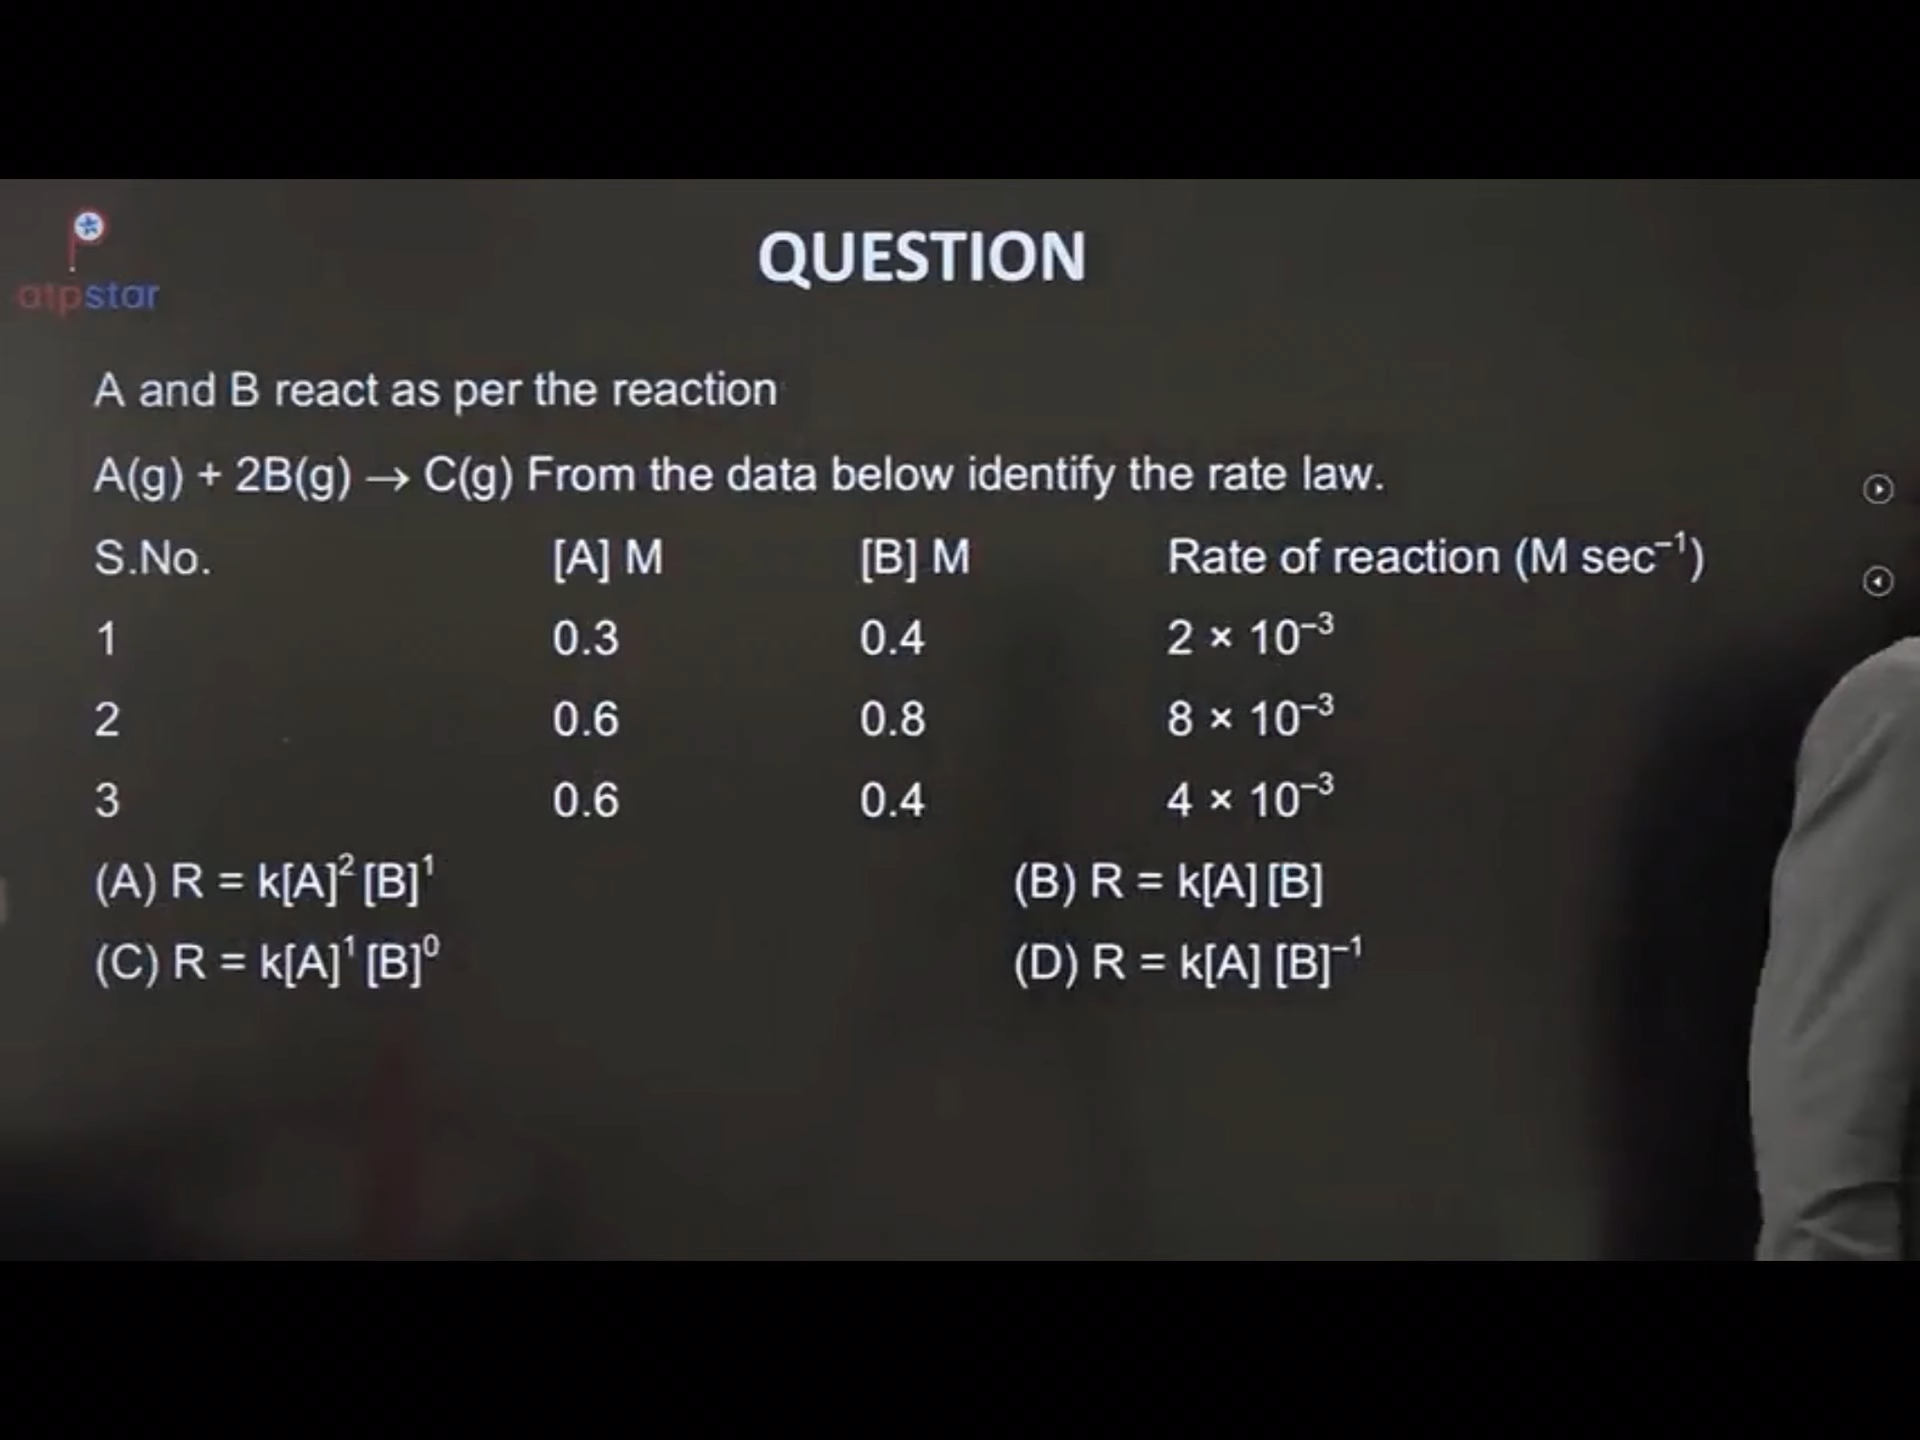 atpstar
QUESTION
A and B react as per the reaction
A(g) + 2B(g) → C(g) From the data below identify the rate law.
S.No. [A] M [B] M Rate of reaction (M sec⁻¹)
1 0.3 0.4 2 × 10⁻³
2 0.6 0.8 8 × 10⁻³
3 0.6 0.4 4 × 10⁻³
(A) R = k[A]² [B]¹ (B) R = k[A] [B]
(C) R = k[A]¹ [B]⁰ (D) R = k[A] [B]⁻¹